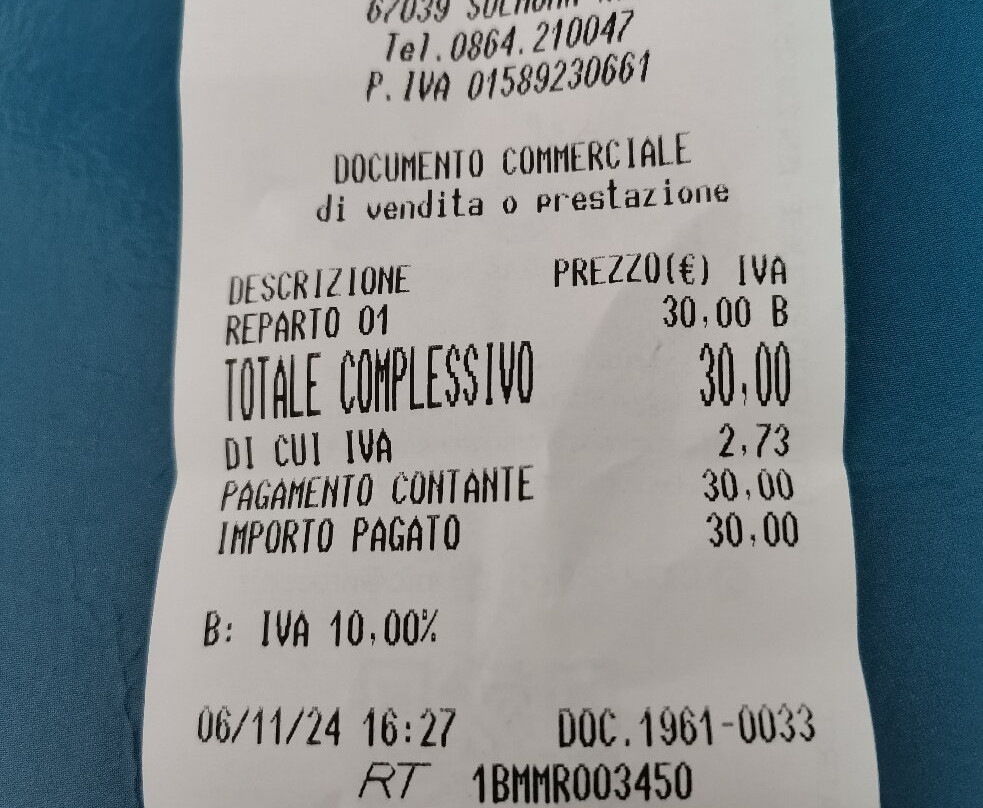 67039 SULMONA
Tel.0864.210047
P.IVA 01589230661
DOCUMENTO COMMERCIALE
di vendita o prestazione
DESCRIZIONE PREZZO(€) IVA
REPARTO 01 30,00 B
TOTALE COMPLESSIVO 30,00
DI CUI IVA 2,73
PAGAMENTO CONTANTE 30,00
IMPORTO PAGATO 30,00
B: IVA 10,00%
06/11/24 16:27 DOC.1961-0033
RT 1BMMR003450